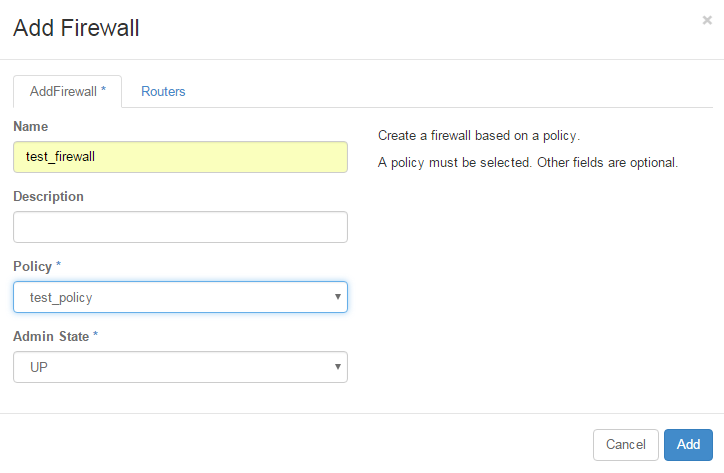 Add Firewall
×
AddFirewall *
Routers
Name
test_firewall
Create a firewall based on a policy.
A policy must be selected. Other fields are optional.
Description
Policy *
test_policy
Admin State *
UP
Cancel
Add